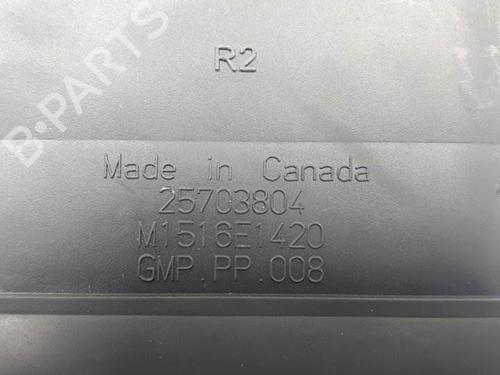 B-PARTS
R2
Made in Canada
25703804
M1516E1420
GMP.PP.008